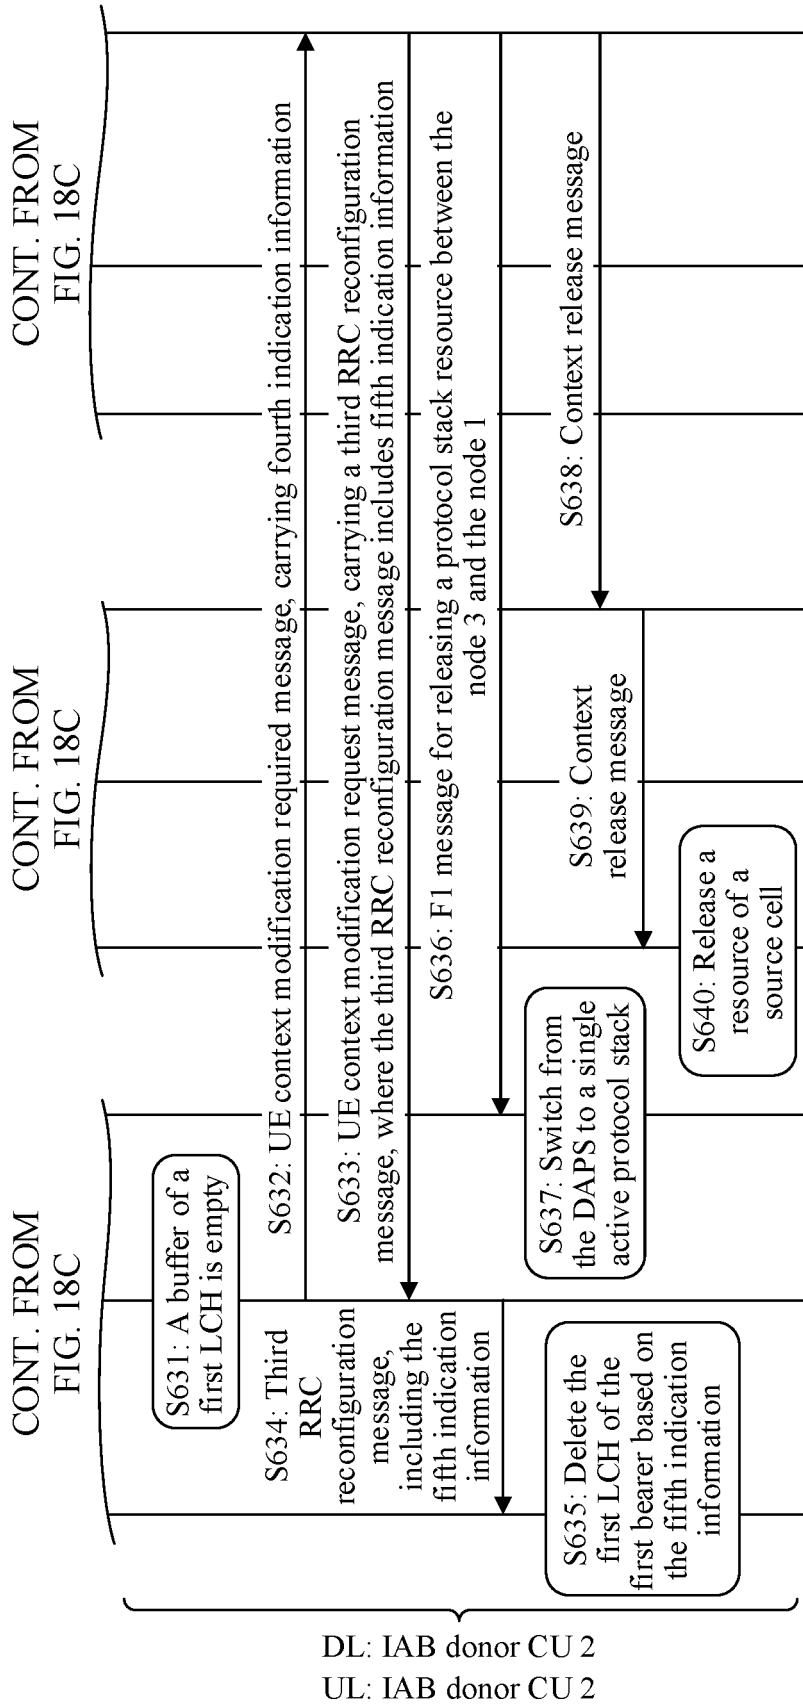 CONT. FROM
FIG. 18C
CONT. FROM
FIG. 18C
CONT. FROM
FIG. 18C
S631: A buffer of a
first LCH is empty
S632: UE context modification required message, carrying fourth indication information
S633: UE context modification request message, carrying a third RRC reconfiguration
message, where the third RRC reconfiguration message includes fifth indication information
S634: Third
RRC
reconfiguration
message,
including the
fifth indication
information
S635: Delete the
first LCH of the
first bearer based on
the fifth indication
information
S636: F1 message for releasing a protocol stack resource between the
node 3 and the node 1
S637: Switch from
the DAPS to a single
active protocol stack
S638: Context release message
S639: Context
release message
S640: Release a
resource of a
source cell
DL: IAB donor CU 2
UL: IAB donor CU 2